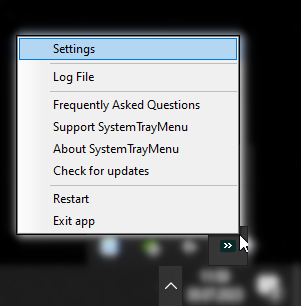 Settings
Log File
Frequently Asked Questions
Support SystemTrayMenu
About SystemTrayMenu
Check for updates
Restart
Exit app